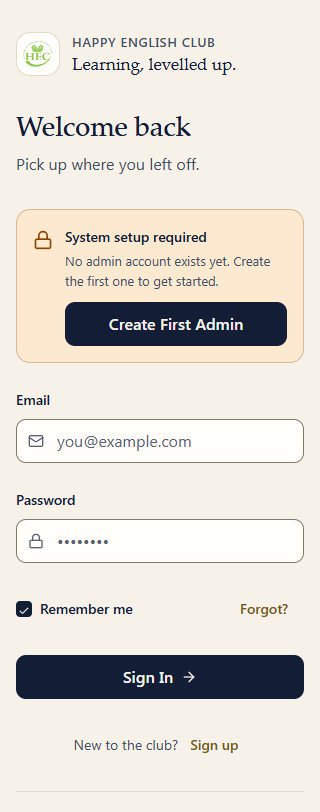 HEC
HAPPY ENGLISH CLUB
Learning, levelled up.
Welcome back
Pick up where you left off.
System setup required
No admin account exists yet. Create
the first one to get started.
Create First Admin
Email
you@example.com
Password
••••••••
Remember me
Forgot?
Sign In →
New to the club? Sign up